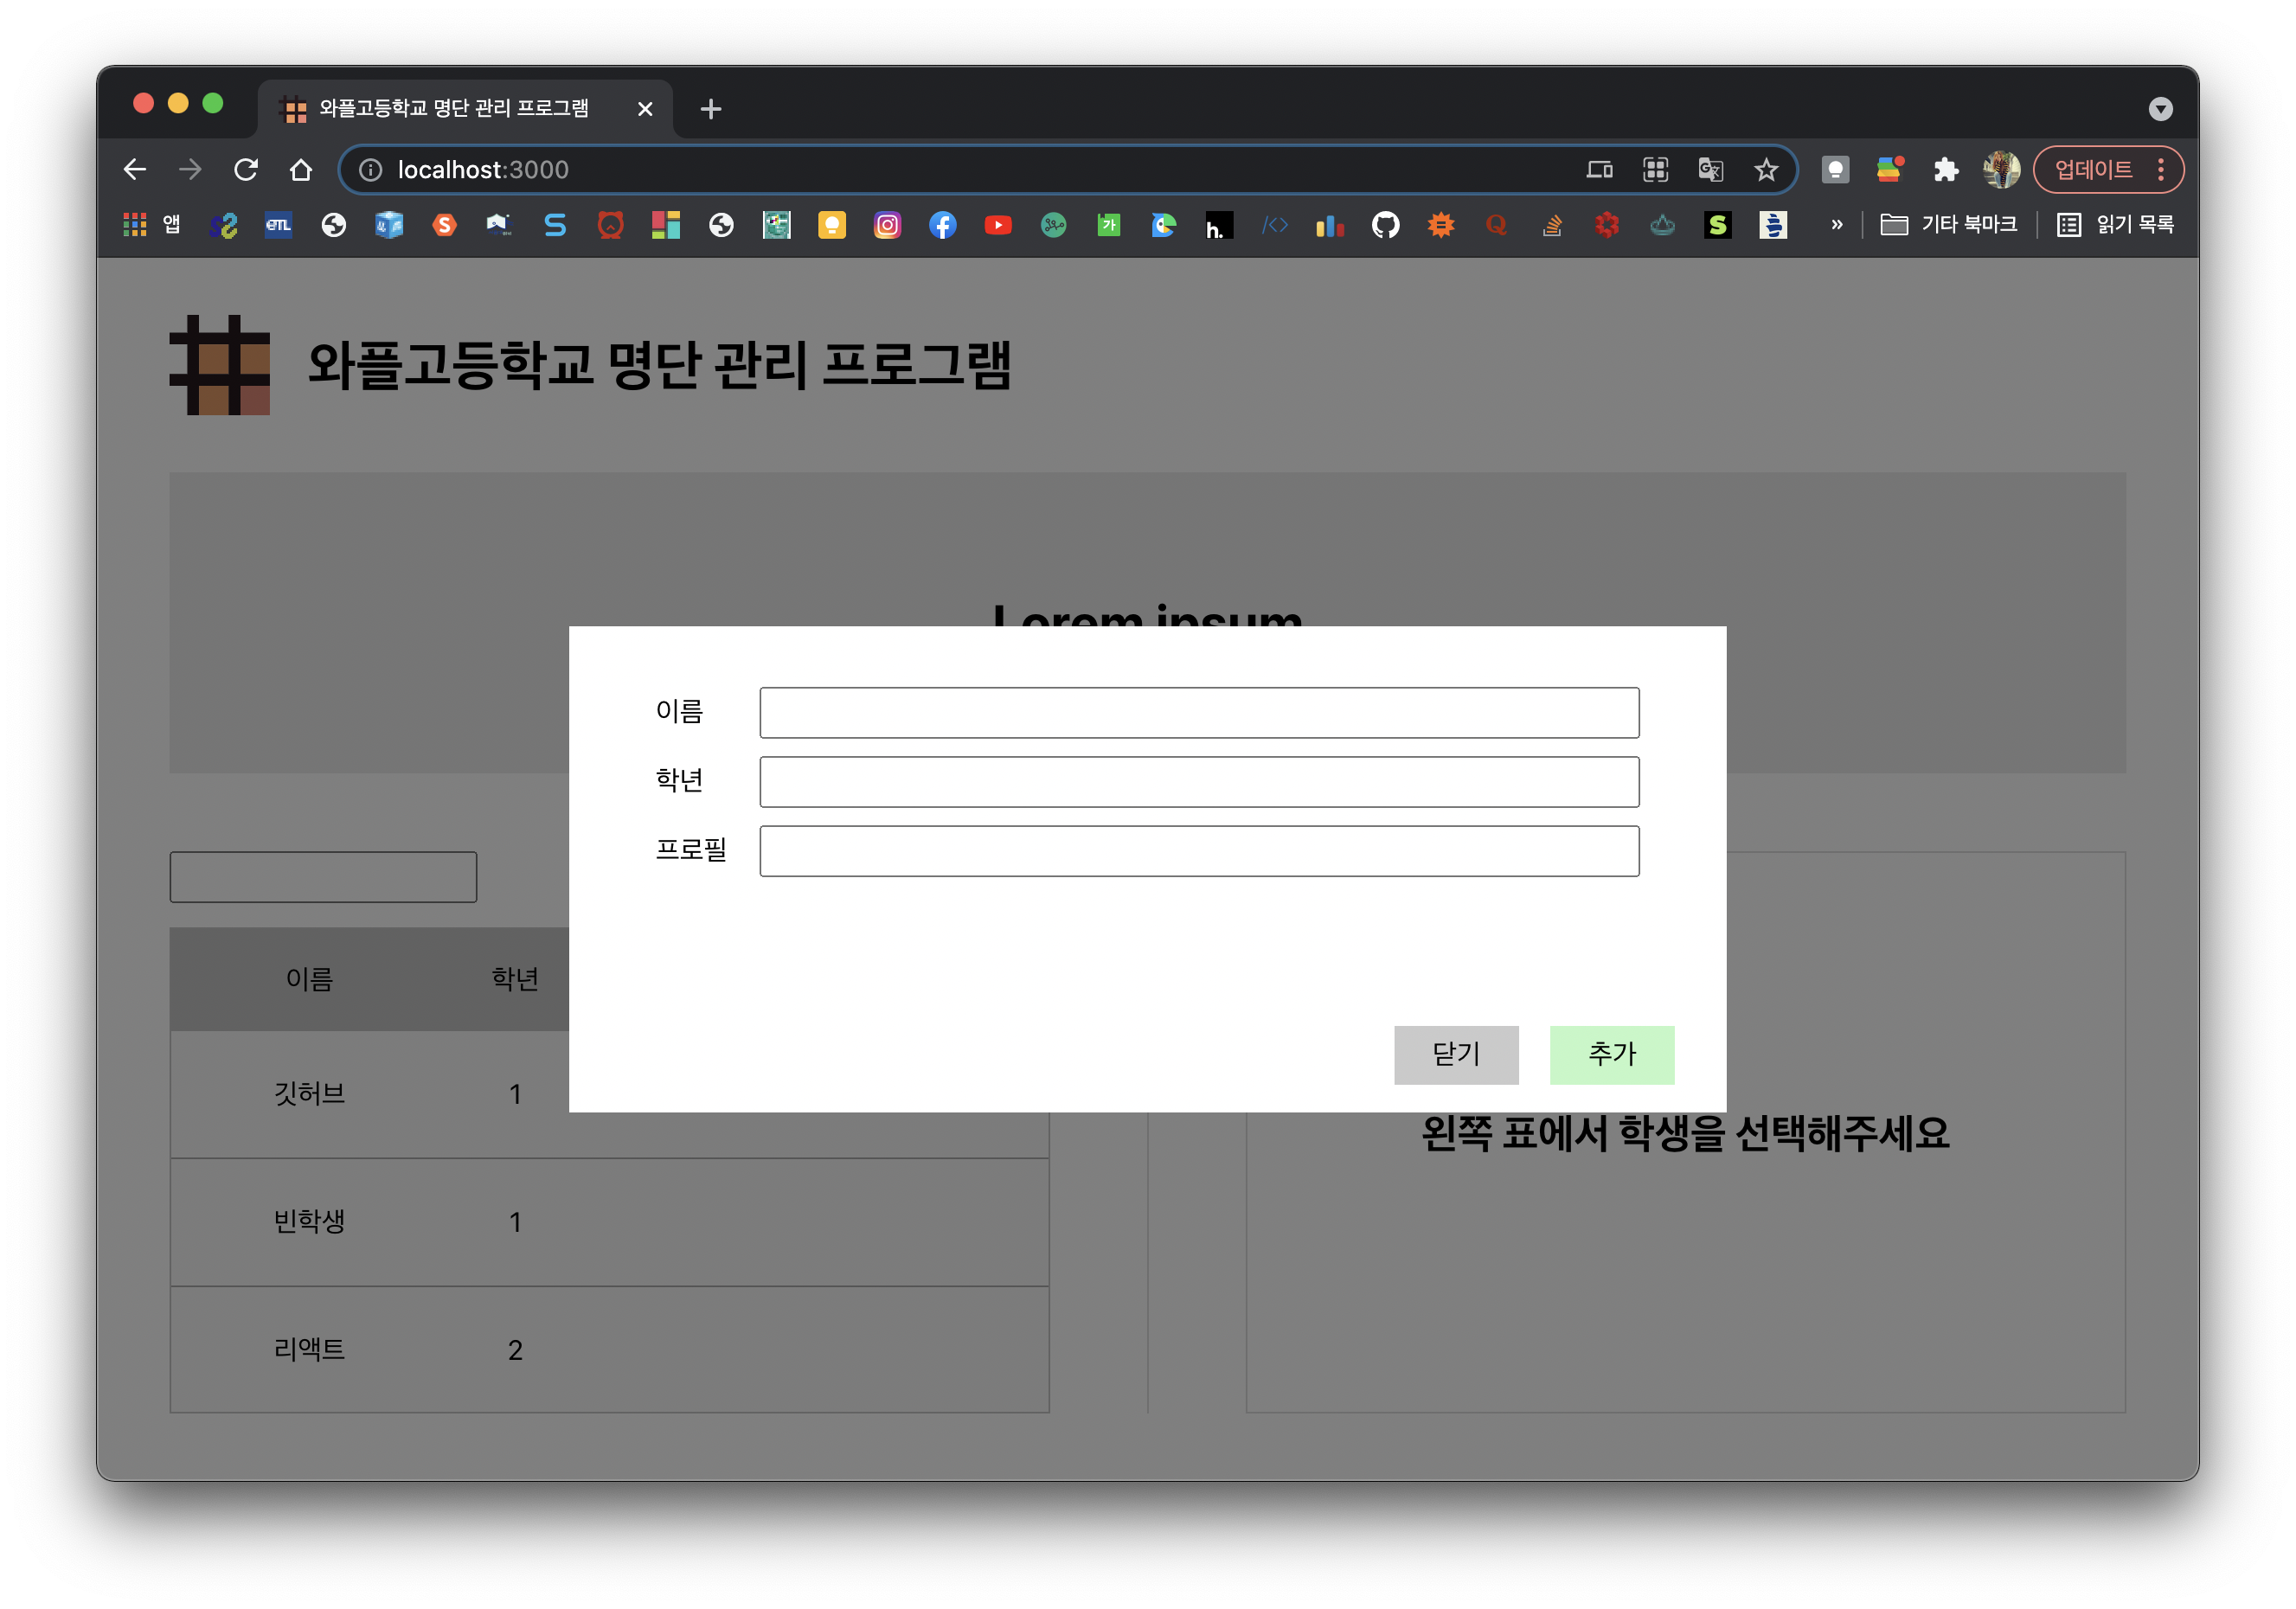 와플고등학교 명단 관리 프로그램
localhost:3000
업데이트
앱
eTL
가
h.
기타 북마크
읽기 목록
와플고등학교 명단 관리 프로그램
Lorem ipsum
이름
학년
프로필
닫기
추가
이름 학년
깃허브 1
빈학생 1
리액트 2
왼쪽 표에서 학생을 선택해주세요